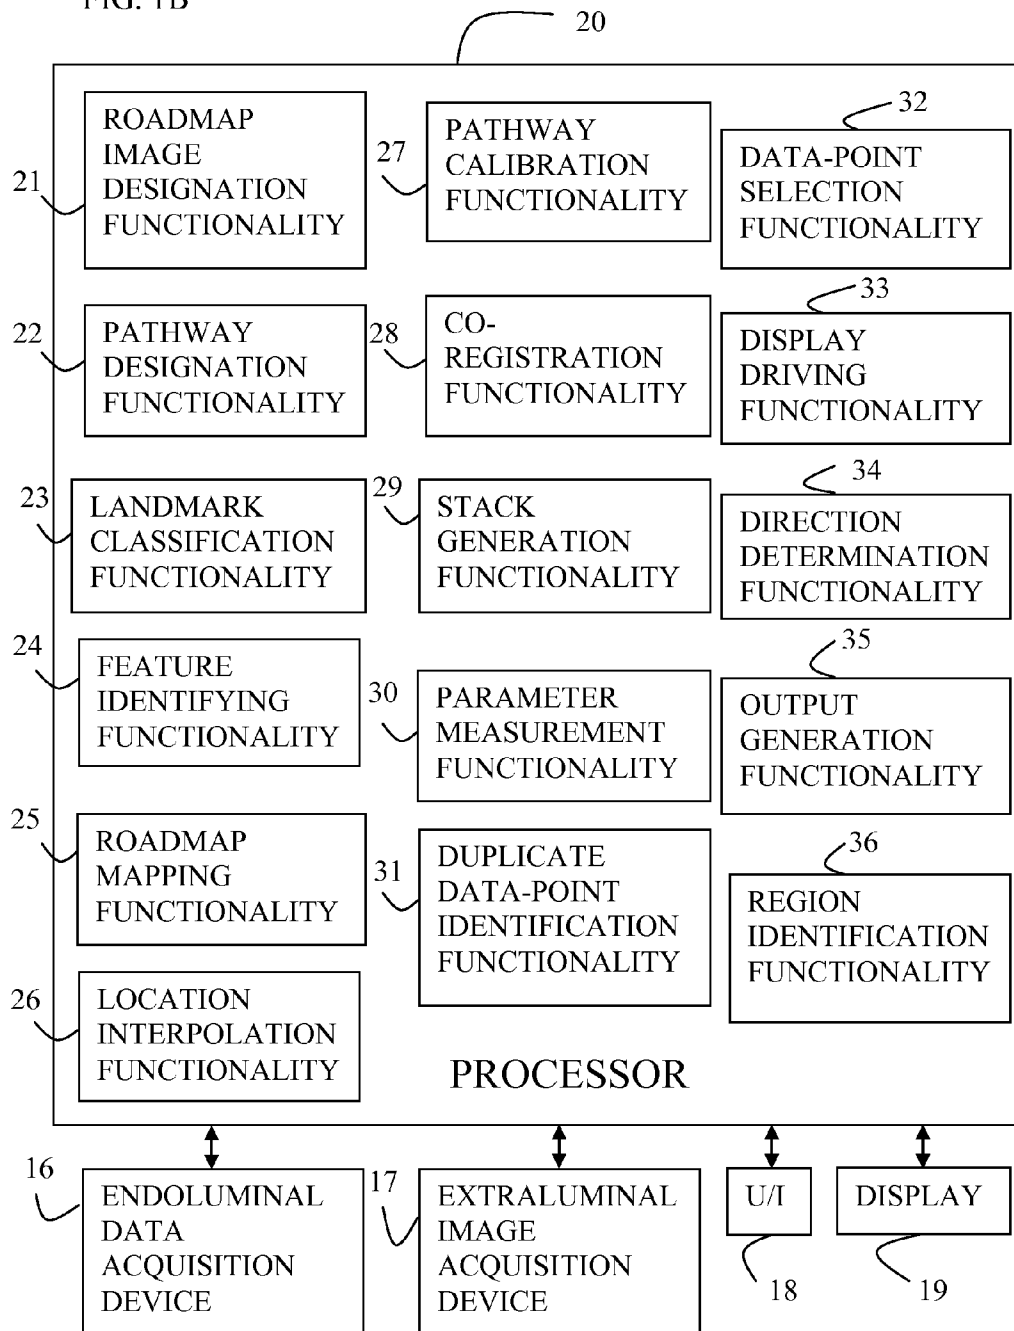 FIG. 1B
20
21
ROADMAP
IMAGE
DESIGNATION
FUNCTIONALITY
22
PATHWAY
DESIGNATION
FUNCTIONALITY
23
LANDMARK
CLASSIFICATION
FUNCTIONALITY
24
FEATURE
IDENTIFYING
FUNCTIONALITY
25
ROADMAP
MAPPING
FUNCTIONALITY
26
LOCATION
INTERPOLATION
FUNCTIONALITY
27
PATHWAY
CALIBRATION
FUNCTIONALITY
28
CO-
REGISTRATION
FUNCTIONALITY
29
STACK
GENERATION
FUNCTIONALITY
30
PARAMETER
MEASUREMENT
FUNCTIONALITY
31
DUPLICATE
DATA-POINT
IDENTIFICATION
FUNCTIONALITY
32
DATA-POINT
SELECTION
FUNCTIONALITY
33
DISPLAY
DRIVING
FUNCTIONALITY
34
DIRECTION
DETERMINATION
FUNCTIONALITY
35
OUTPUT
GENERATION
FUNCTIONALITY
36
REGION
IDENTIFICATION
FUNCTIONALITY
PROCESSOR
16
ENDOLUMINAL
DATA
ACQUISITION
DEVICE
17
EXTRALUMINAL
IMAGE
ACQUISITION
DEVICE
U/I
18
DISPLAY
19